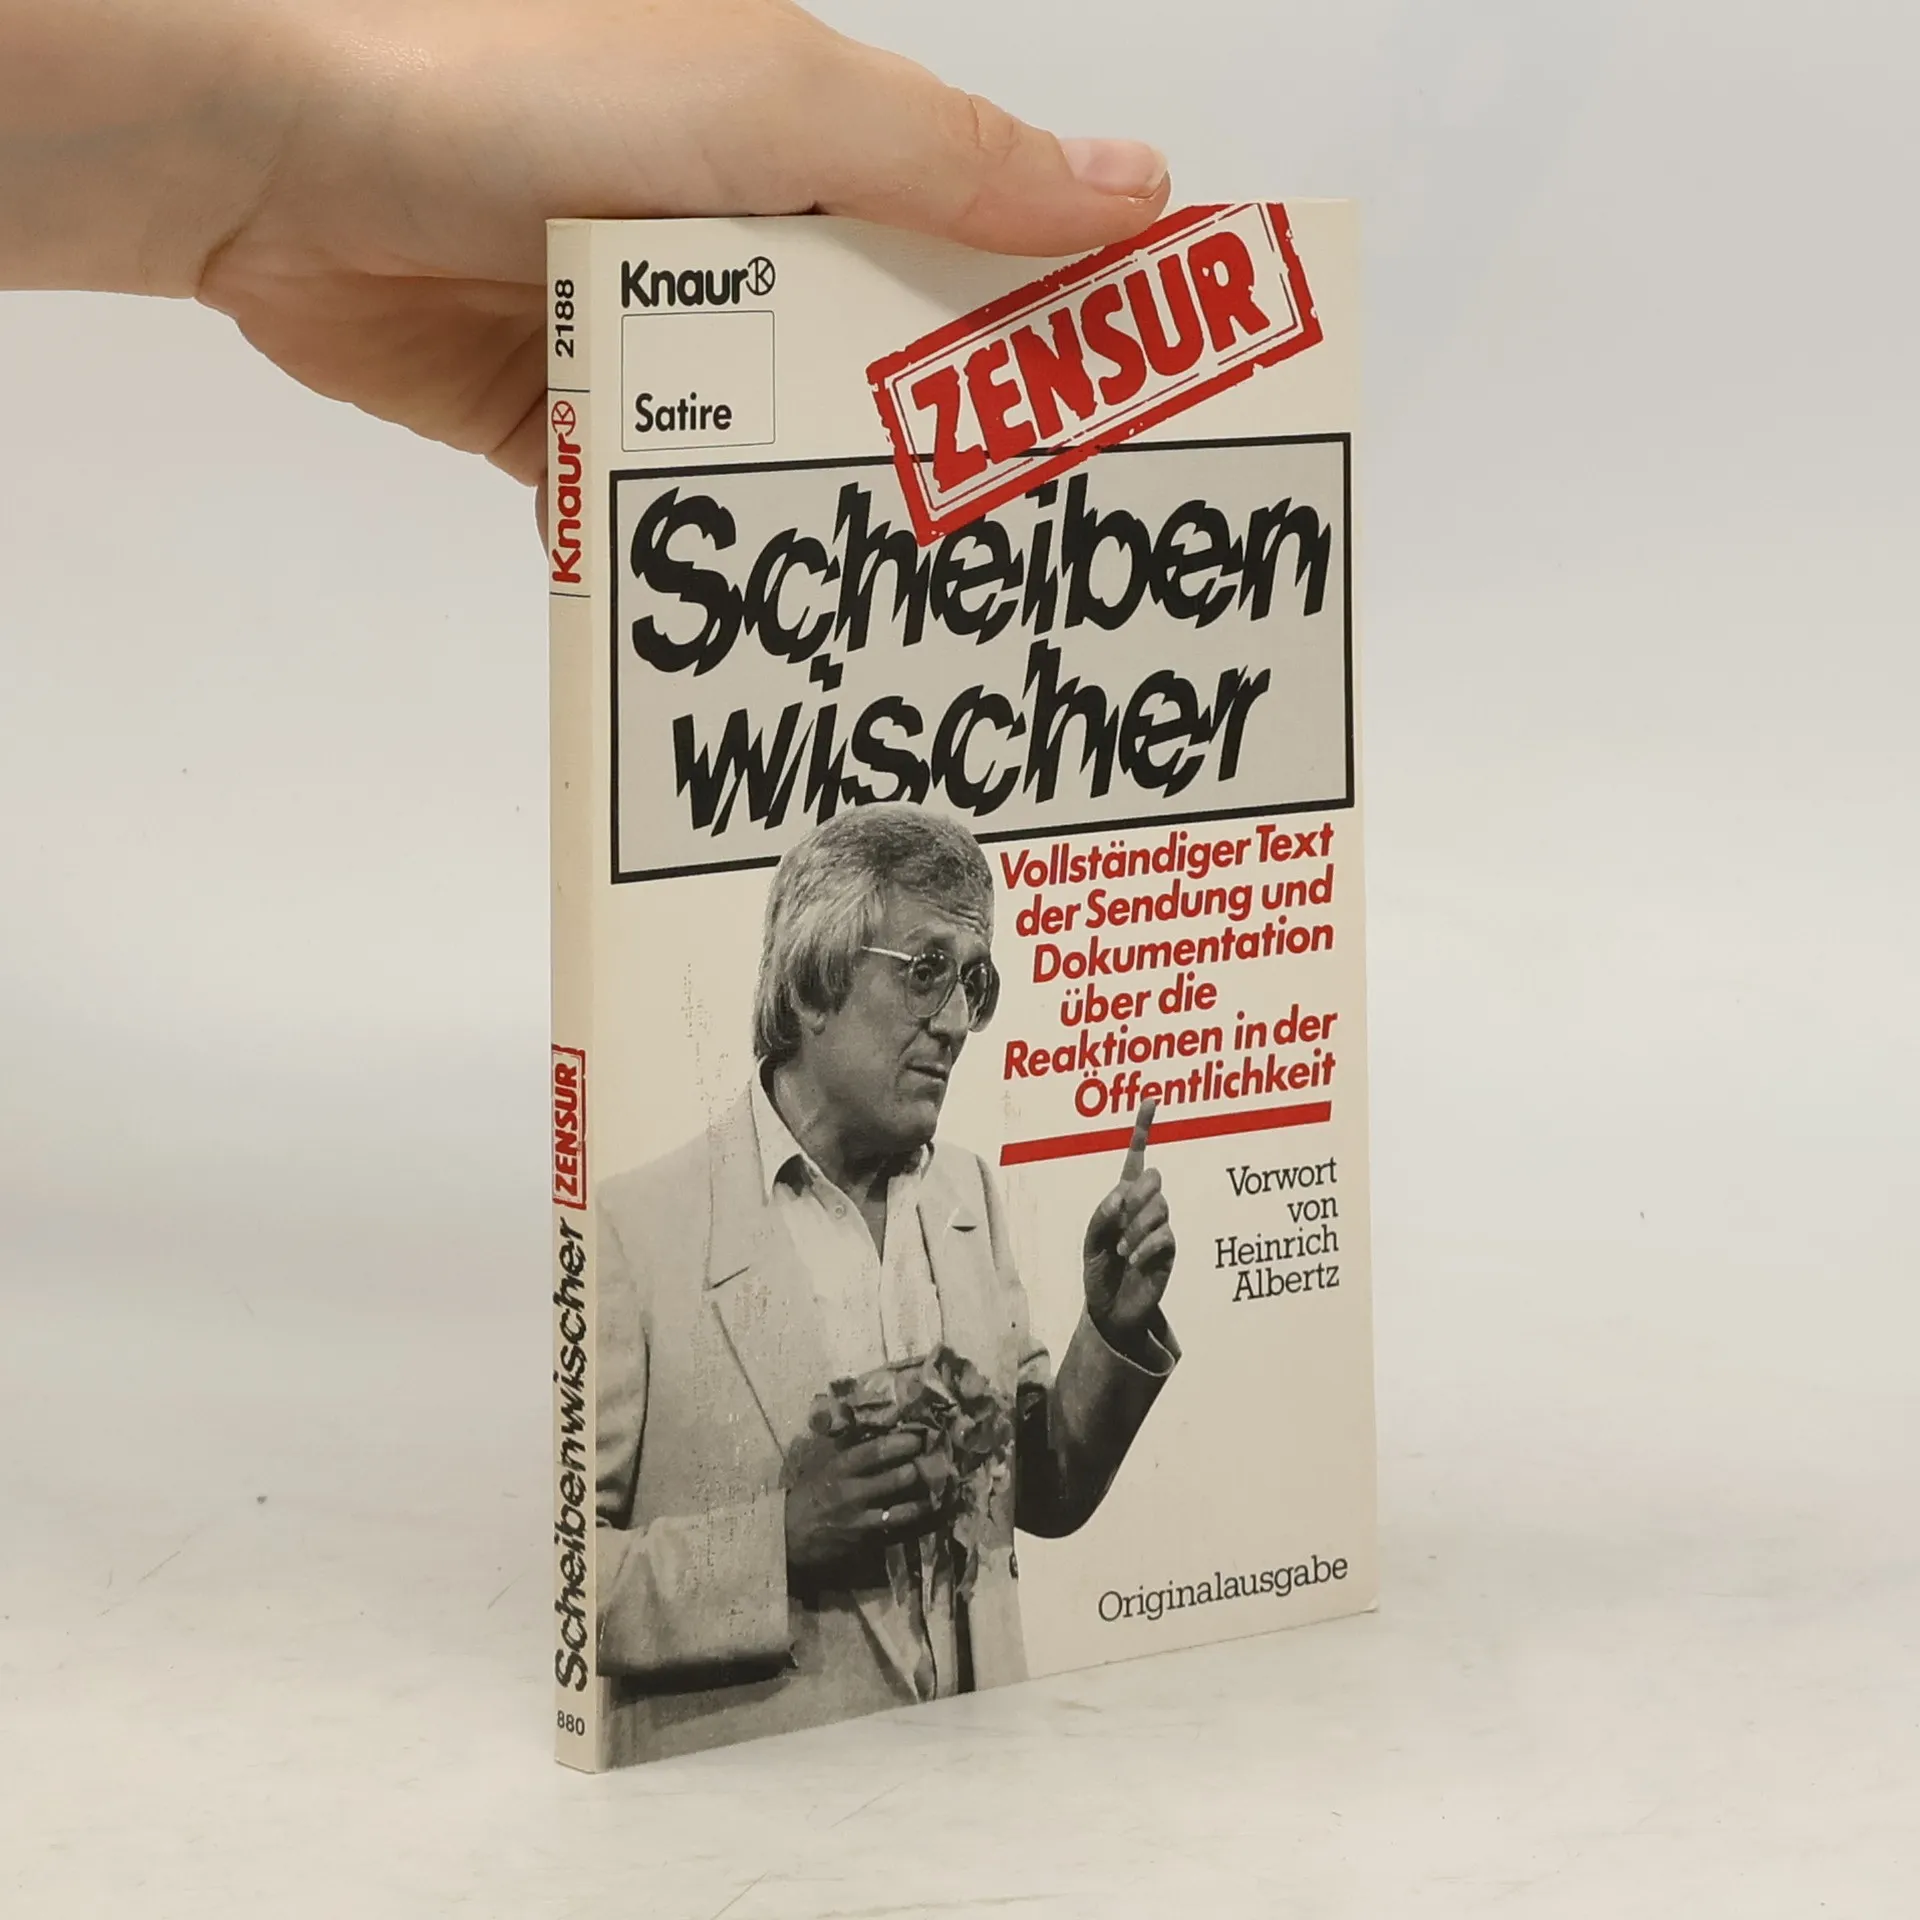 Knaur
Satire
ZENSUR
Scheiben
wischer
Vollständiger Text
der Sendung und
Dokumentation
über die
Reaktionen in der
Öffentlichkeit
Vorwort
von
Heinrich
Albertz
Originalausgabe
2188
Knaur
Scheibenwischer ZENSUR
880